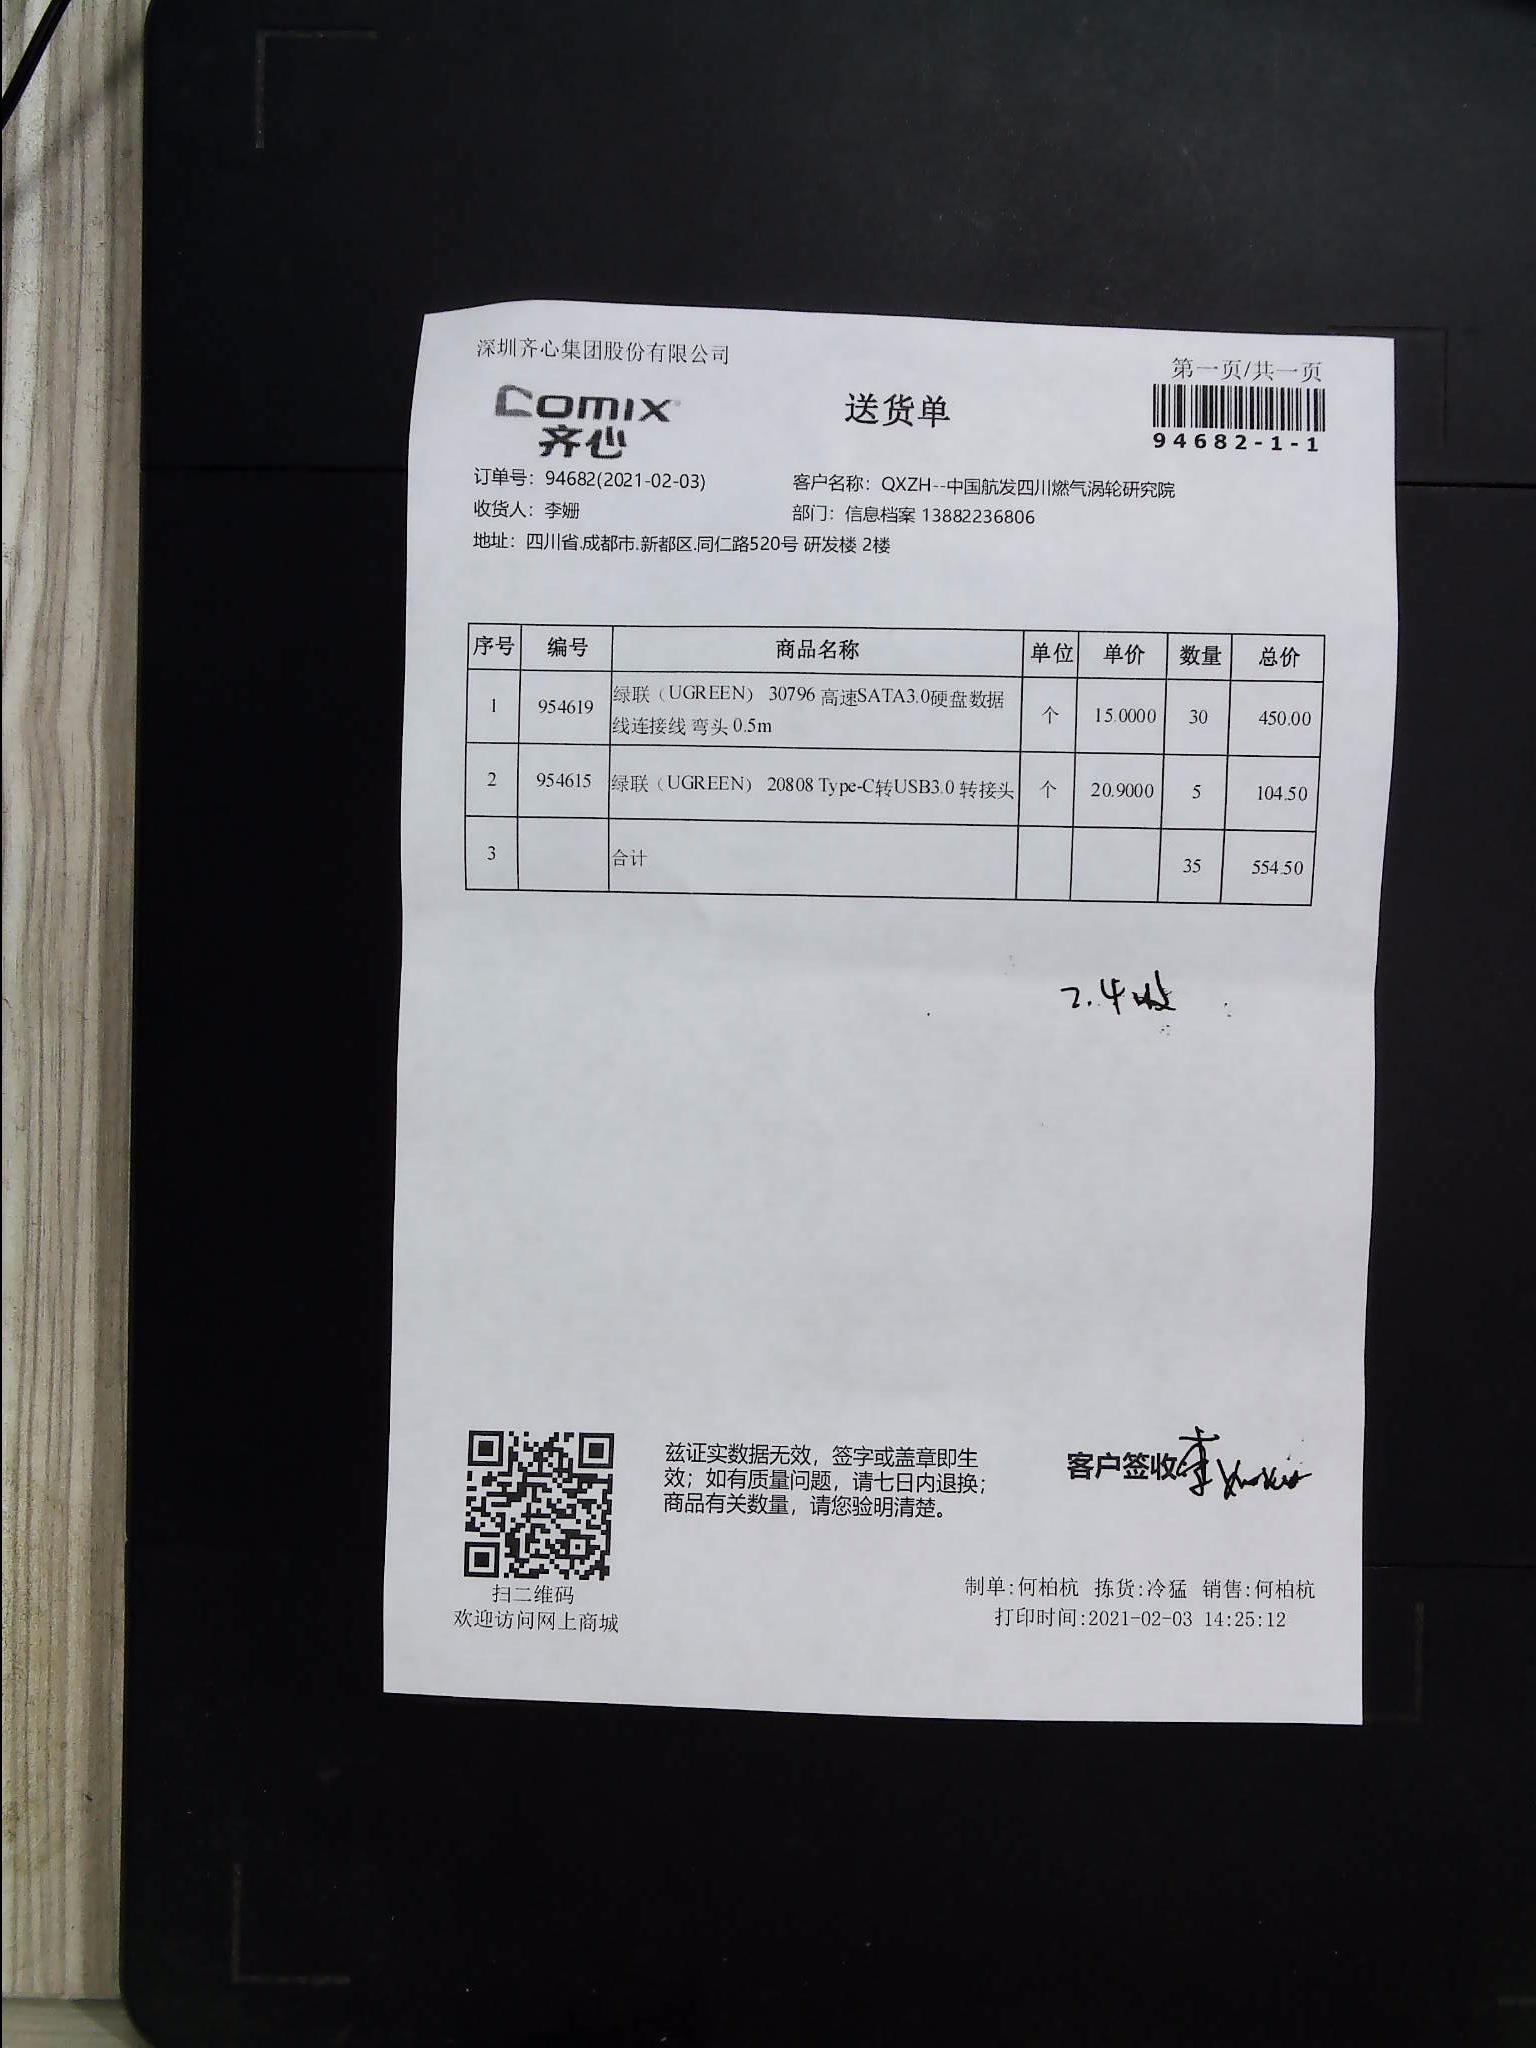 深圳齐心集团股份有限公司
第一页/共一页
comix
齐心
送货单
94682-1-1
订单号：94682(2021-02-03)
客户名称：QXZH--中国航发四川燃气涡轮研究院
收货人：李姗
部门：信息档案 13882236806
地址：四川省.成都市.新都区.同仁路520号 研发楼 2楼
序号 编号 商品名称 单位 单价 数量 总价
1 954619 绿联（UGREEN） 30796 高速SATA3.0硬盘数据 个 15.0000 30 450.00
线连接线 弯头 0.5m
2 954615 绿联（UGREEN） 20808 Type-C转USB3.0 转接头 个 20.9000 5 104.50
3 合计 35 554.50
2.4收
兹证实数据无效，签字或盖章即生
效；如有质量问题，请七日内退换；
商品有关数量，请您验明清楚。
客户签收 李
扫二维码
欢迎访问网上商城
制单:何柏杭 拣货:冷猛 销售:何柏杭
打印时间:2021-02-03 14:25:12